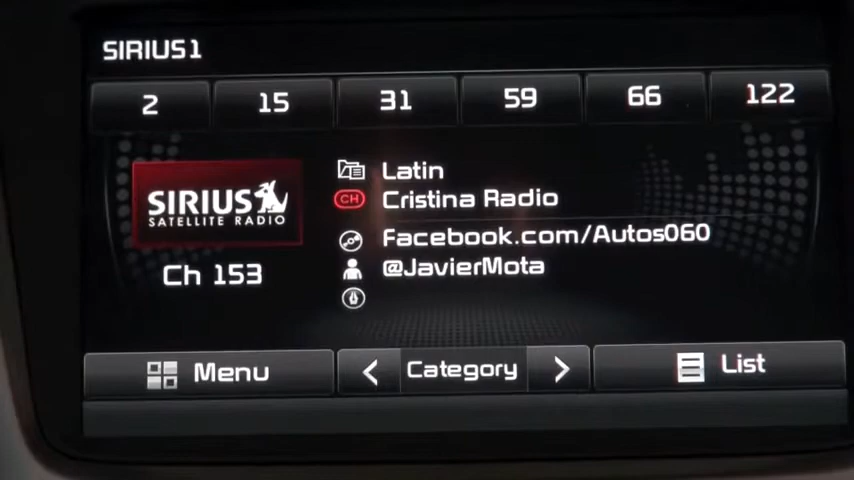 SIRIUS1
2 15 31 59 66 122
SIRIUS
SATELLITE RADIO
Ch 153
Latin
CH Cristina Radio
Facebook.com/Autos060
@JavierMota
Menu
Category
List